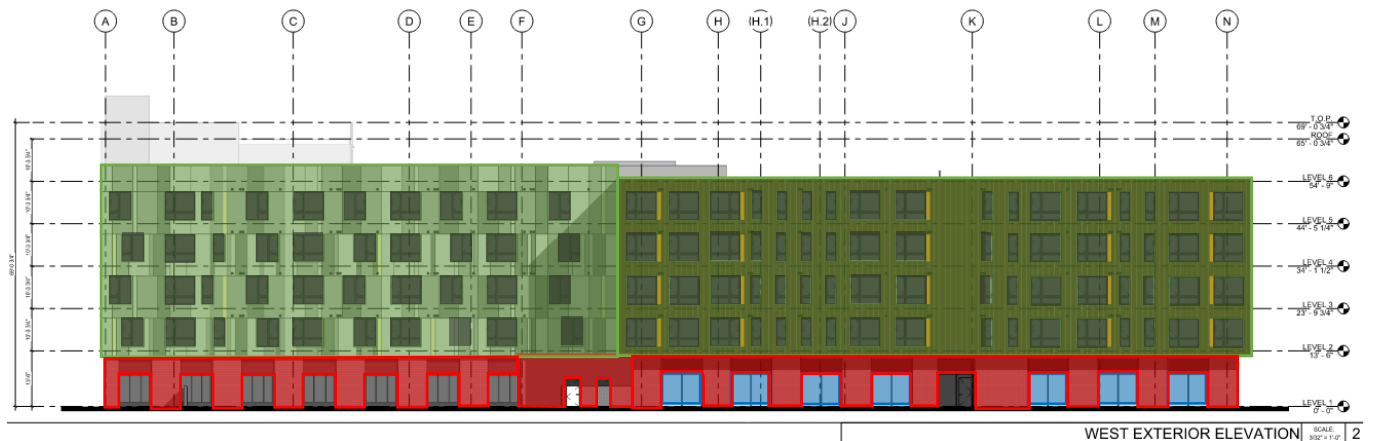 A B C D E F G H (H.1) (H.2) J K L M N
T.O.P.
69' - 0 3/4"
ROOF
65' - 0 3/4"
LEVEL 6
54' - 9"
LEVEL 5
44' - 5 1/4"
LEVEL 4
34' - 1 1/2"
LEVEL 3
23' - 9 3/4"
LEVEL 2
13' - 6"
LEVEL 1
0' - 0"
WEST EXTERIOR ELEVATION
SCALE:
3/32" = 1'-0"
2